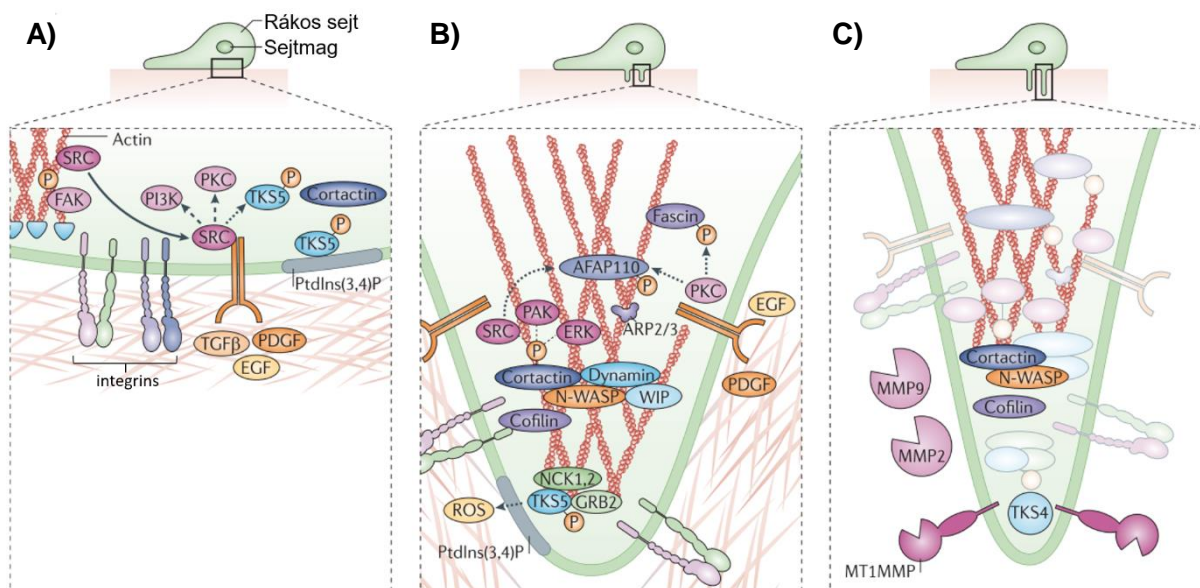 A)
Rákos sejt
Sejtmag
Actin
SRC
P
FAK
PI3K
PKC
TKS5
P
Cortactin
SRC
P
TKS5
PtdIns(3,4)P
TGFβ
PDGF
EGF
integrins
B)
Fascin
P
AFAP110
P
PKC
EGF
PAK
SRC
ERK
ARP2/3
P
Cortactin
Dynamin
N-WASP
WIP
PDGF
Cofilin
NCK1,2
ROS
TKS5
GRB2
P
PtdIns(3,4)P
C)
Cortactin
N-WASP
MMP9
Cofilin
MMP2
TKS4
MT1MMP